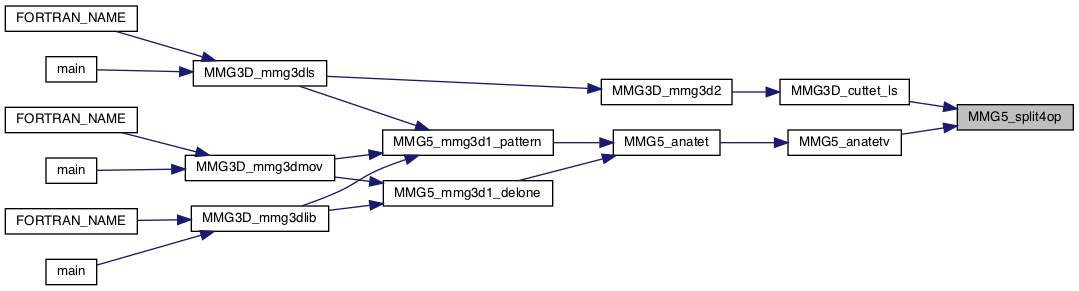 FORTRAN_NAME
main
MMG3D_mmg3dls
MMG3D_mmg3d2
MMG3D_cuttet_ls
MMG5_split4op
FORTRAN_NAME
MMG5_mmg3d1_pattern
MMG5_anatet
MMG5_anatetv
main
MMG3D_mmg3dmov
MMG5_mmg3d1_delone
FORTRAN_NAME
MMG3D_mmg3dlib
main